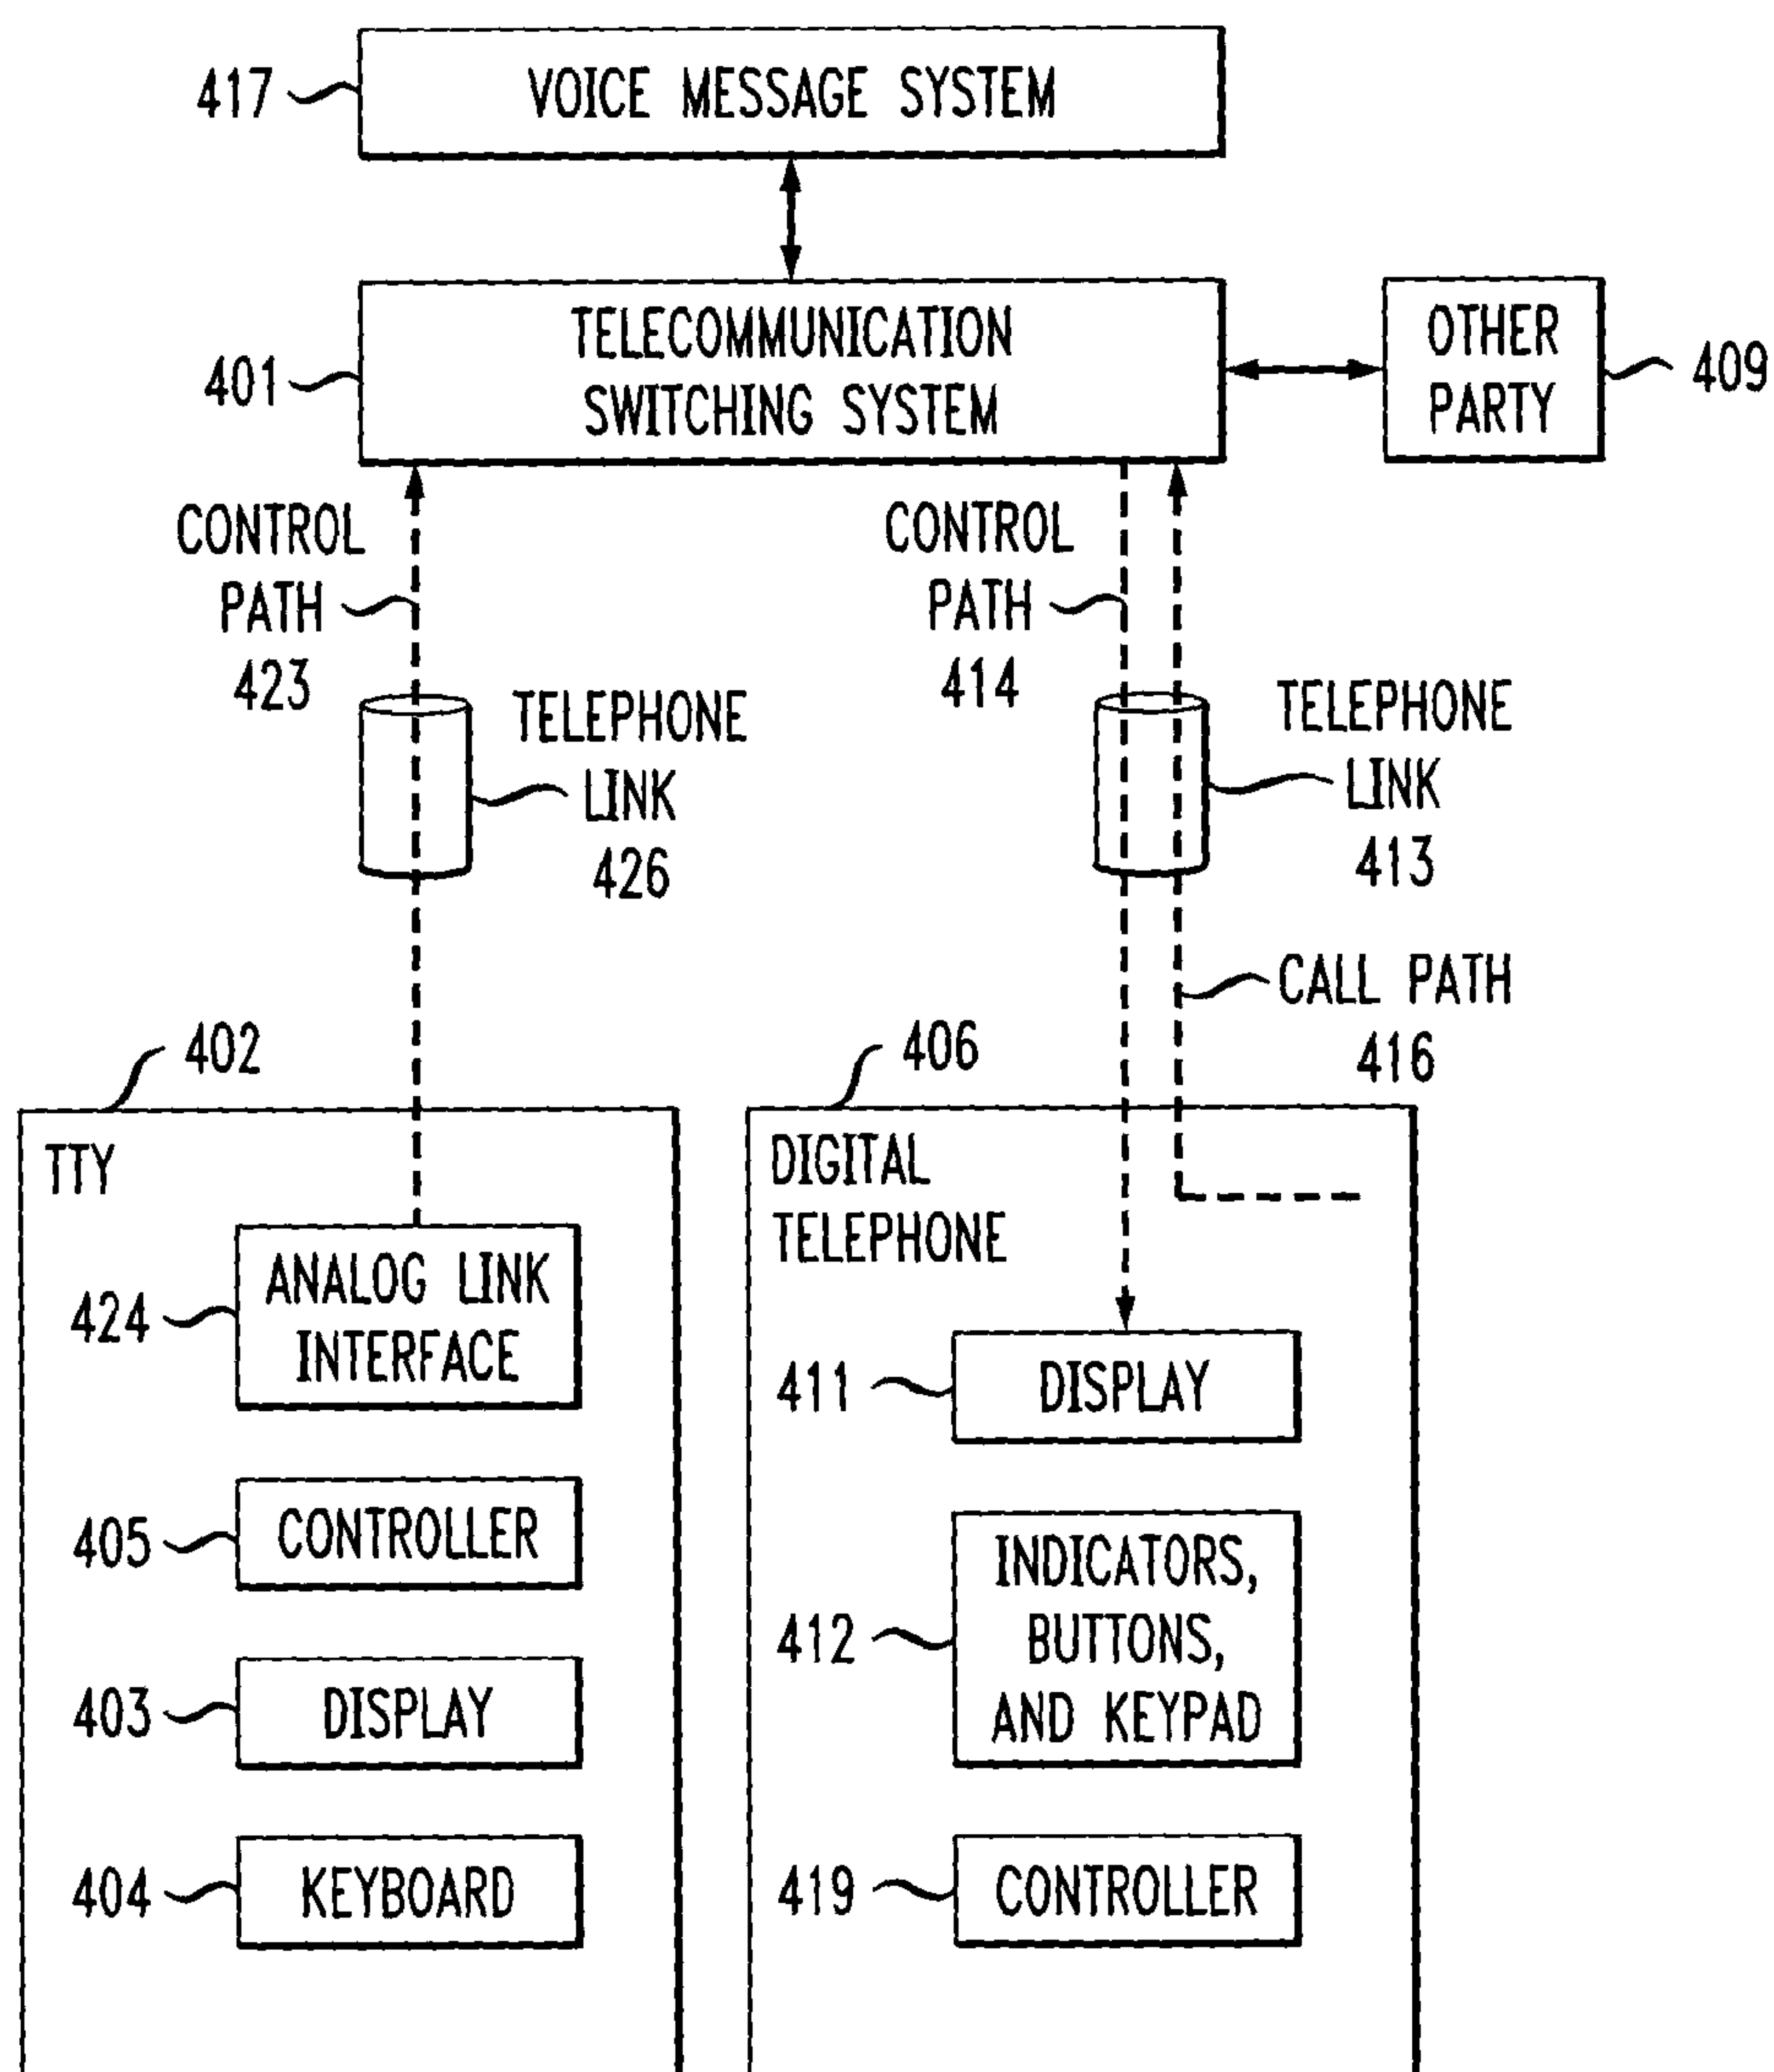 417
VOICE MESSAGE SYSTEM
401
TELECOMMUNICATION
SWITCHING SYSTEM
OTHER
PARTY
409
CONTROL
PATH
423
TELEPHONE
LINK
426
CONTROL
PATH
414
TELEPHONE
LINK
413
CALL PATH
416
402
TTY
424
ANALOG LINK
INTERFACE
405
CONTROLLER
403
DISPLAY
404
KEYBOARD
406
DIGITAL
TELEPHONE
411
DISPLAY
412
INDICATORS,
BUTTONS,
AND KEYPAD
419
CONTROLLER